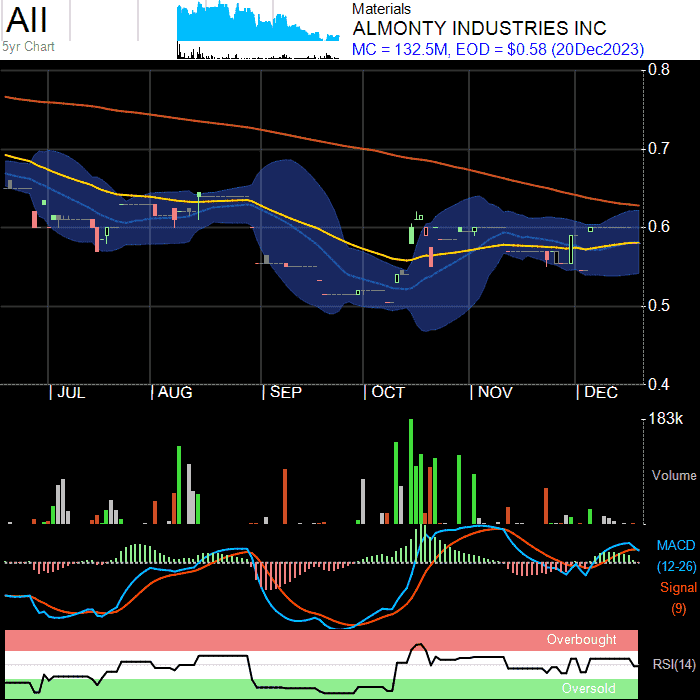 AII
5yr Chart
Materials
ALMONTY INDUSTRIES INC
MC = 132.5M, EOD = $0.58 (20Dec2023)
0.8
0.7
0.6
0.5
0.4
| JUL | AUG | SEP | OCT | NOV | DEC
183k
Volume
MACD
(12-26)
Signal
(9)
Overbought
RSI(14)
Oversold